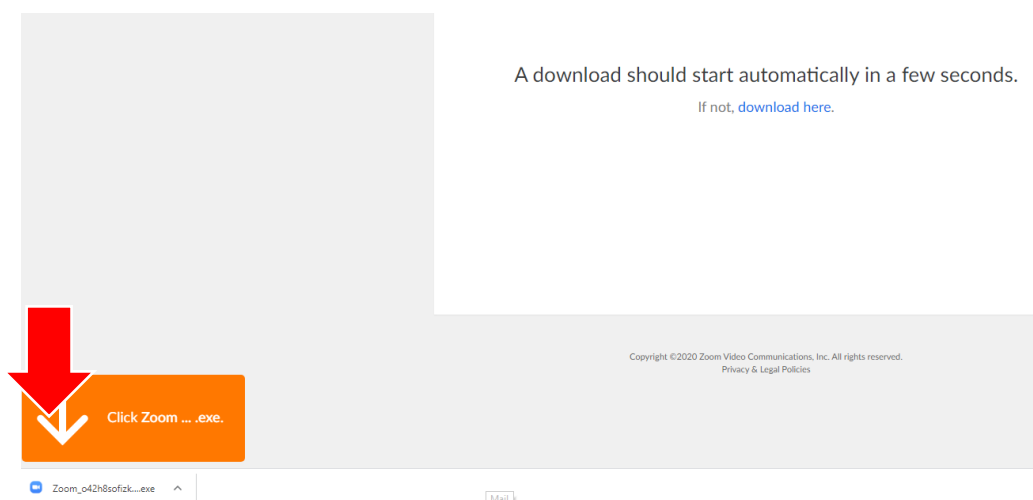 A download should start automatically in a few seconds.
If not, download here.
Copyright ©2020 Zoom Video Communications, Inc. All rights reserved.
Privacy & Legal Policies
Click Zoom ... .exe.
Zoom_o42h8sofizk....exe
Mail